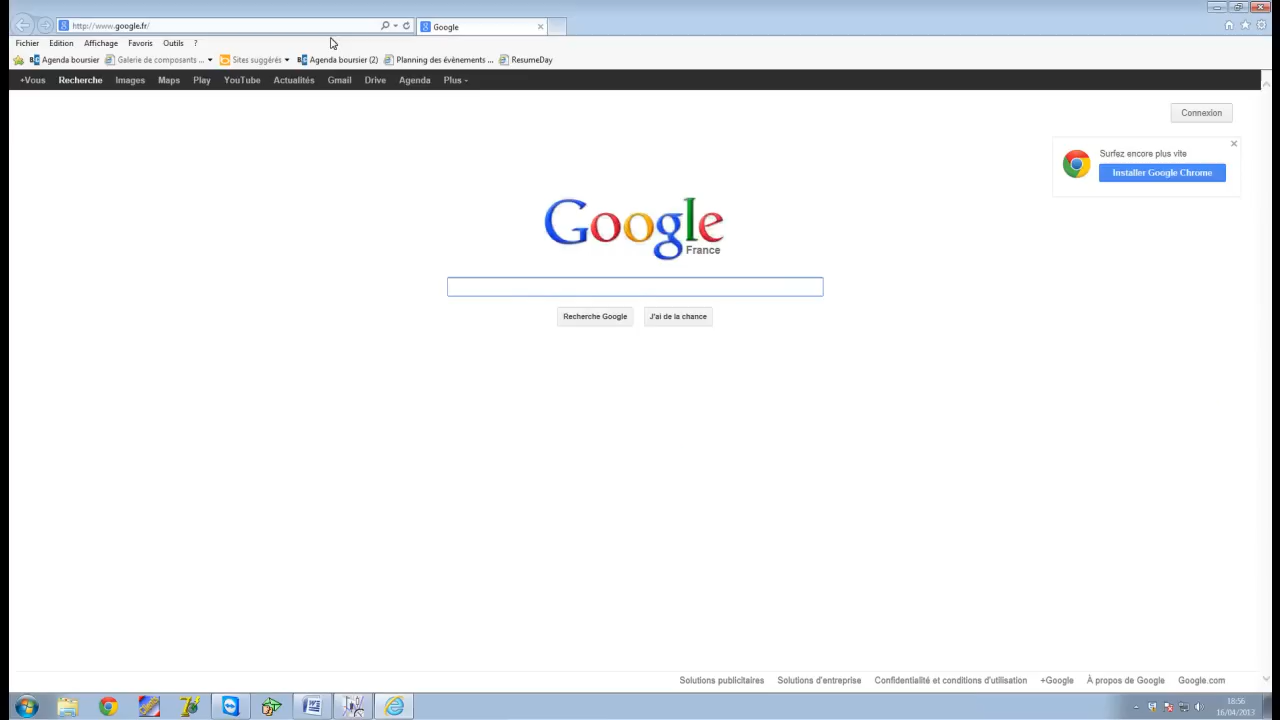 http://www.google.fr/
Google
Fichier Edition Affichage Favoris Outils ?
Agenda boursier Galerie de composants ... Sites suggérés Agenda boursier (2) Planning des évènements ... ResumeDay
+Vous Recherche Images Maps Play YouTube Actualités Gmail Drive Agenda Plus
Connexion
Surfez encore plus vite
Installer Google Chrome
Google
France
Recherche Google J'ai de la chance
Solutions publicitaires Solutions d'entreprise Confidentialité et conditions d'utilisation +Google À propos de Google Google.com
18:56
16/04/2013